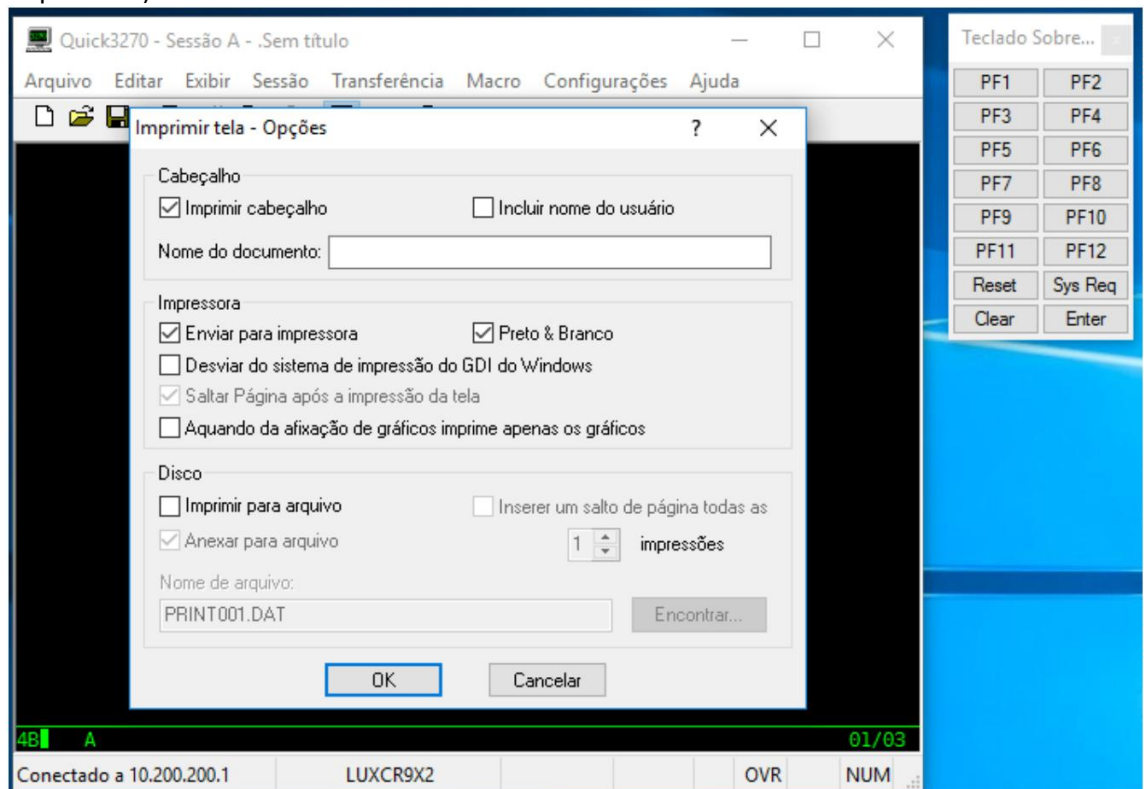 Quick3270 - Sessão A - .Sem título
Arquivo Editar Exibir Sessão Transferência Macro Configurações Ajuda
Imprimir tela - Opções ?
Cabeçalho
Imprimir cabeçalho Incluir nome do usuário
Nome do documento:
Impressora
Enviar para impressora Preto & Branco
Desviar do sistema de impressão do GDI do Windows
Saltar Página após a impressão da tela
Aquando da afixação de gráficos imprime apenas os gráficos
Disco
Imprimir para arquivo Inserer um salto de página todas as
Anexar para arquivo 1 impressões
Nome de arquivo:
PRINT001.DAT Encontrar...
OK Cancelar
4B A 01/03
Conectado a 10.200.200.1 LUXCR9X2 OVR NUM
Teclado Sobre...
PF1 PF2
PF3 PF4
PF5 PF6
PF7 PF8
PF9 PF10
PF11 PF12
Reset Sys Req
Clear Enter